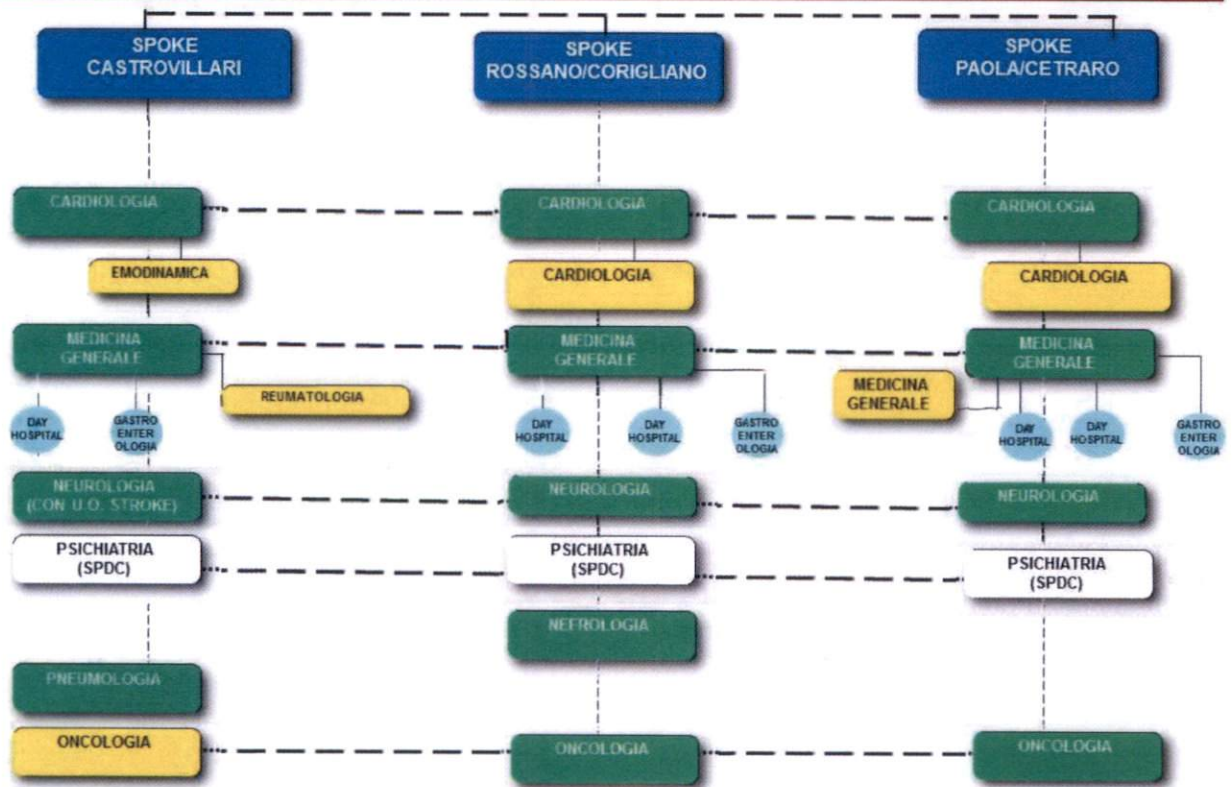 SPOKE
CASTROVILLARI
SPOKE
ROSSANO/CORIGLIANO
SPOKE
PAOLA/CETRARO
CARDIOLOGIA
CARDIOLOGIA
CARDIOLOGIA
EMODINAMICA
CARDIOLOGIA
CARDIOLOGIA
MEDICINA
GENERALE
MEDICINA
GENERALE
MEDICINA
GENERALE
REUMATOLOGIA
MEDICINA
GENERALE
DAY
HOSPITAL
GASTRO
ENTER
OLOGIA
DAY
HOSPITAL
DAY
HOSPITAL
GASTRO
ENTER
OLOGIA
DAY
HOSPITAL
DAY
HOSPITAL
GASTRO
ENTER
OLOGIA
NEUROLOGIA
(CON U.O. STROKE)
NEUROLOGIA
NEUROLOGIA
PSICHIATRIA
(SPDC)
PSICHIATRIA
(SPDC)
PSICHIATRIA
(SPDC)
NEFROLOGIA
PNEUMOLOGIA
ONCOLOGIA
ONCOLOGIA
ONCOLOGIA